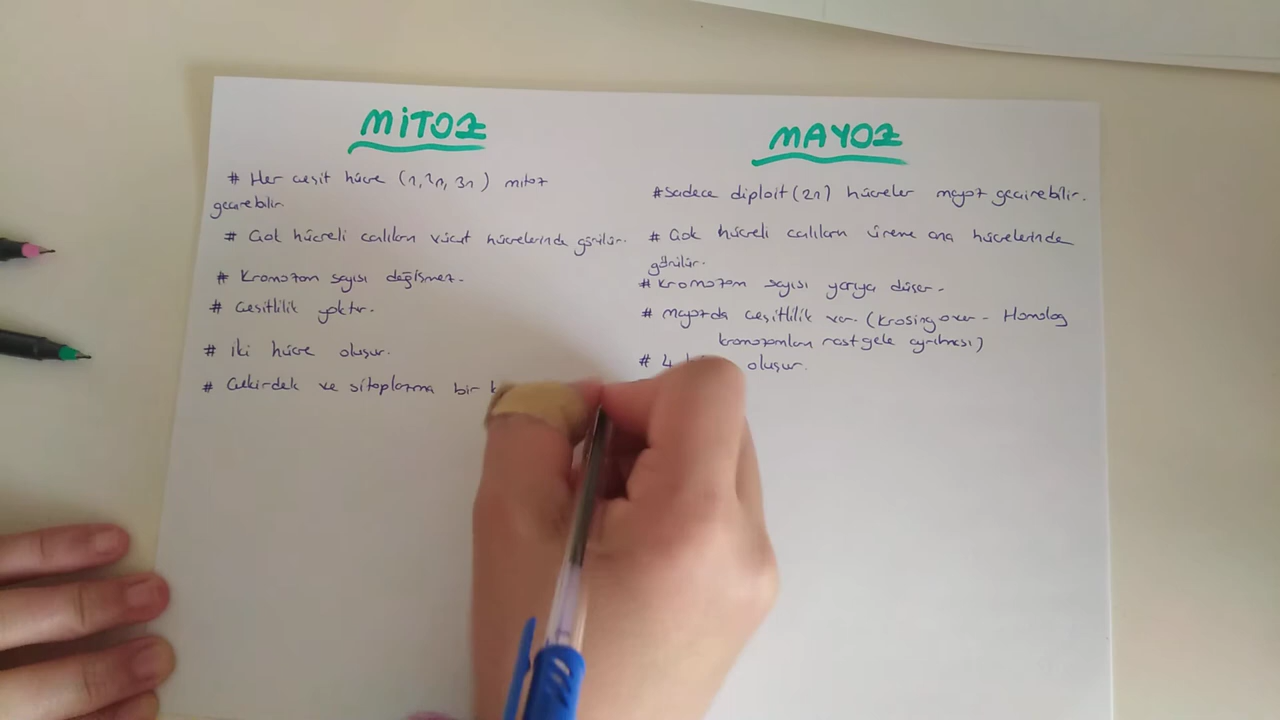 MİTOZ
# Her çeşit hücre (n, 2n, 3n) mitoz
geçirebilir.
# Çok hücreli canlıların vücut hücrelerinde görülür.
# Kromozom sayısı değişmez.
# Çeşitlilik yoktur.
# iki hücre oluşur.
# Çekirdek ve sitoplazma bir
MAYOZ
# Sadece diploit (2n) hücreler mayoz geçirebilir.
# Çok hücreli canlıların üreme ana hücrelerinde
görülür.
# Kromozom sayısı yarıya düşer.
# mayozda çeşitlilik var. (Krosing over - Homolog
kromozomların rastgele ayrılması)
# 4 oluşur.